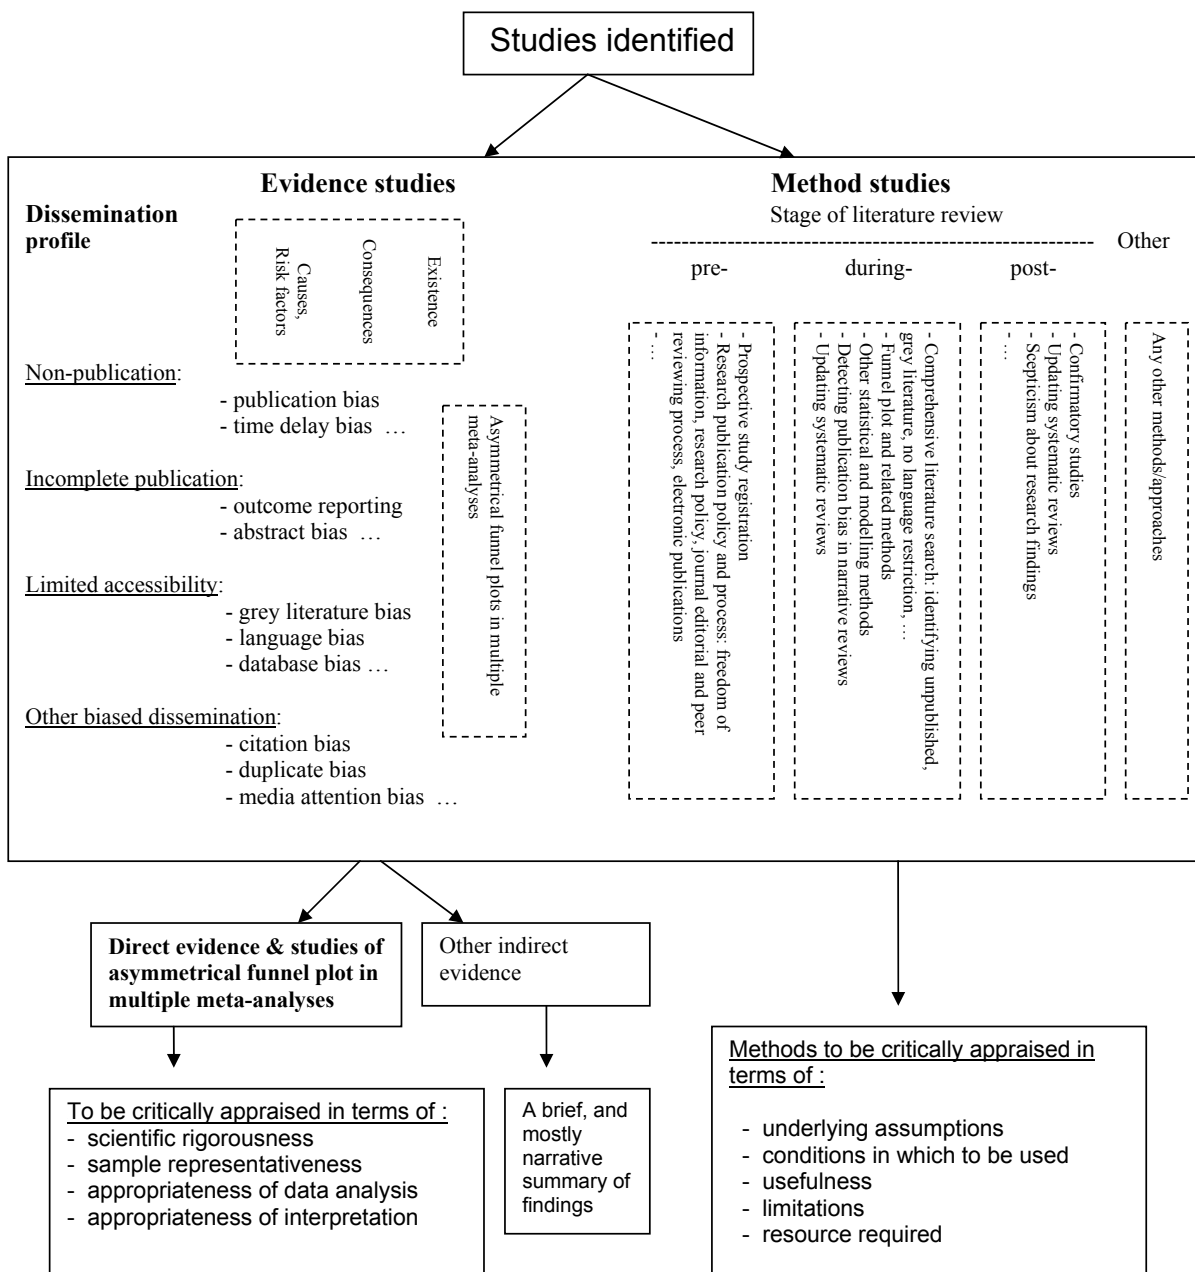 Studies identified
Evidence studies
Dissemination
profile
Causes,
Risk factors
Consequences
Existence
Non-publication:
- publication bias
- time delay bias …
Incomplete publication:
- outcome reporting
- abstract bias …
Limited accessibility:
- grey literature bias
- language bias
- database bias …
Other biased dissemination:
- citation bias
- duplicate bias
- media attention bias …
Asymmetrical funnel plots in multiple
meta-analyses
Method studies
Stage of literature review
Other
pre-
during-
post-
- Prospective study registration
- Research publication policy and process: freedom of
information, research policy, journal editorial and peer
reviewing process, electronic publications
- …
- Comprehensive literature search: identifying unpublished,
grey literature, no language restriction, …
- Funnel plot and related methods
- Other statistical and modelling methods
- Detecting publication bias in narrative reviews
- Updating systematic reviews
- Confirmatory studies
Updating systematic reviews
- Scepticism about research findings
- …
Any other methods/approaches
Direct evidence & studies of
asymmetrical funnel plot in
multiple meta-analyses
Other indirect
evidence
To be critically appraised in terms of :
- scientific rigorousness
- sample representativeness
- appropriateness of data analysis
- appropriateness of interpretation
A brief, and
mostly
narrative
summary of
findings
Methods to be critically appraised in
terms of :
- underlying assumptions
- conditions in which to be used
- usefulness
- limitations
- resource required